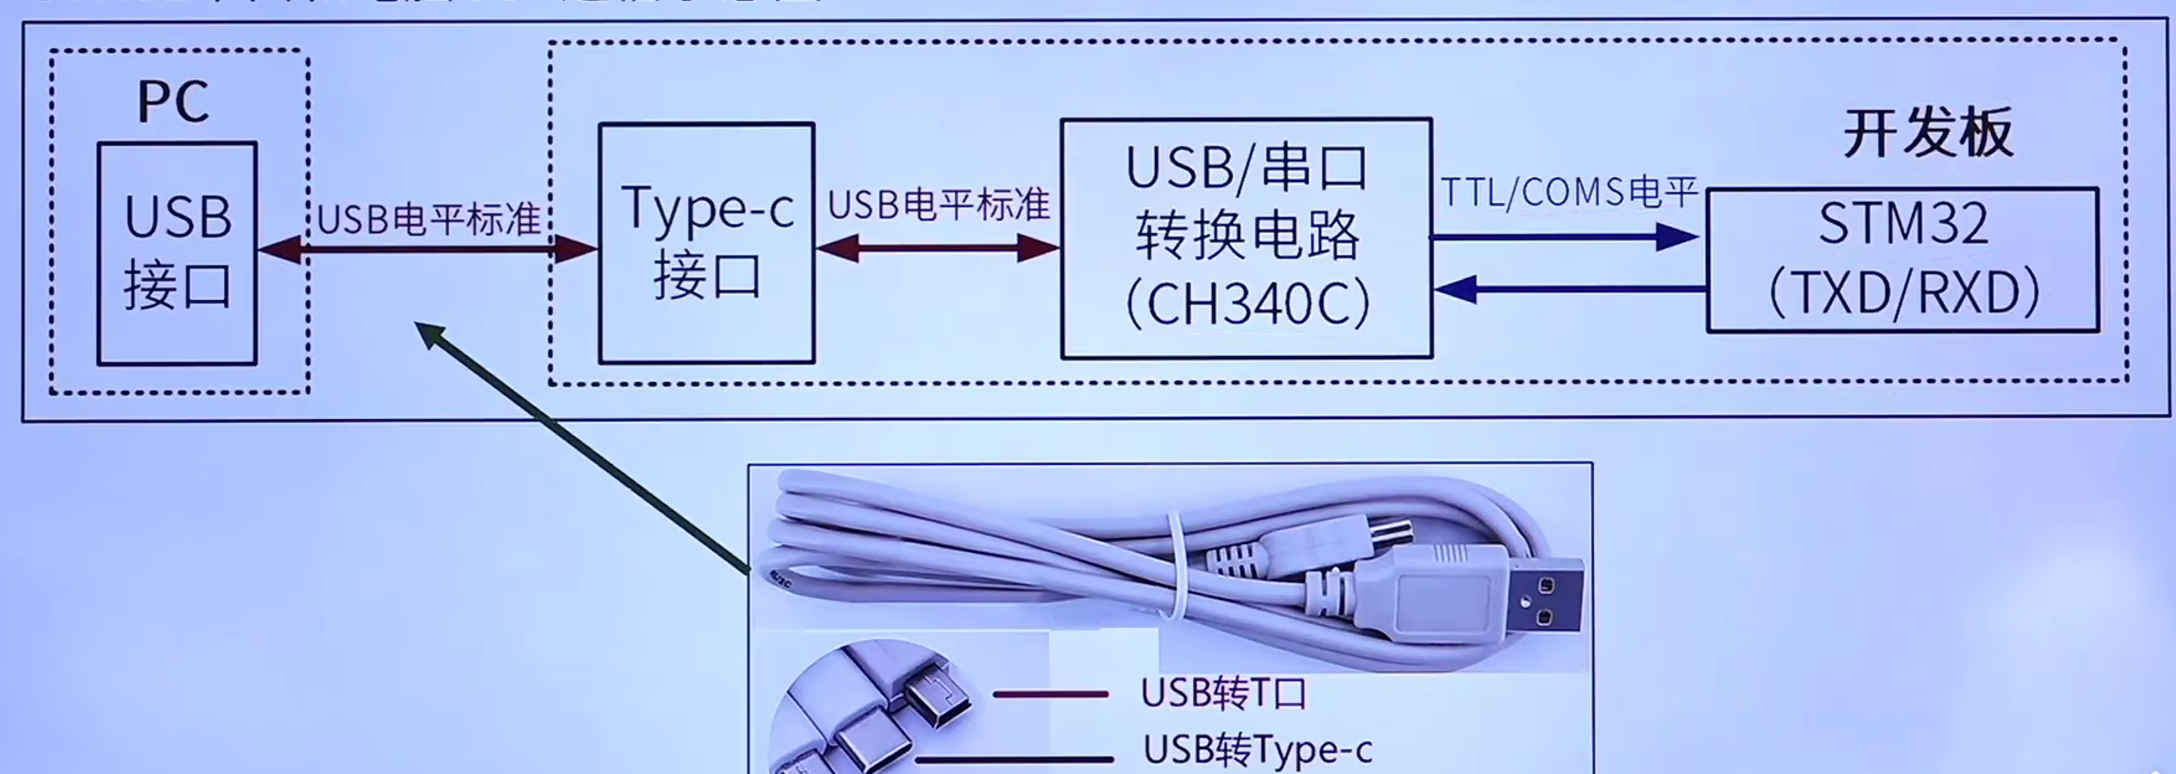 PC
USB
接口
USB电平标准
Type-c
接口
USB电平标准
USB/串口
转换电路
（CH340C）
TTL/COMS电平
开发板
STM32
（TXD/RXD）
USB转T口
USB转Type-c